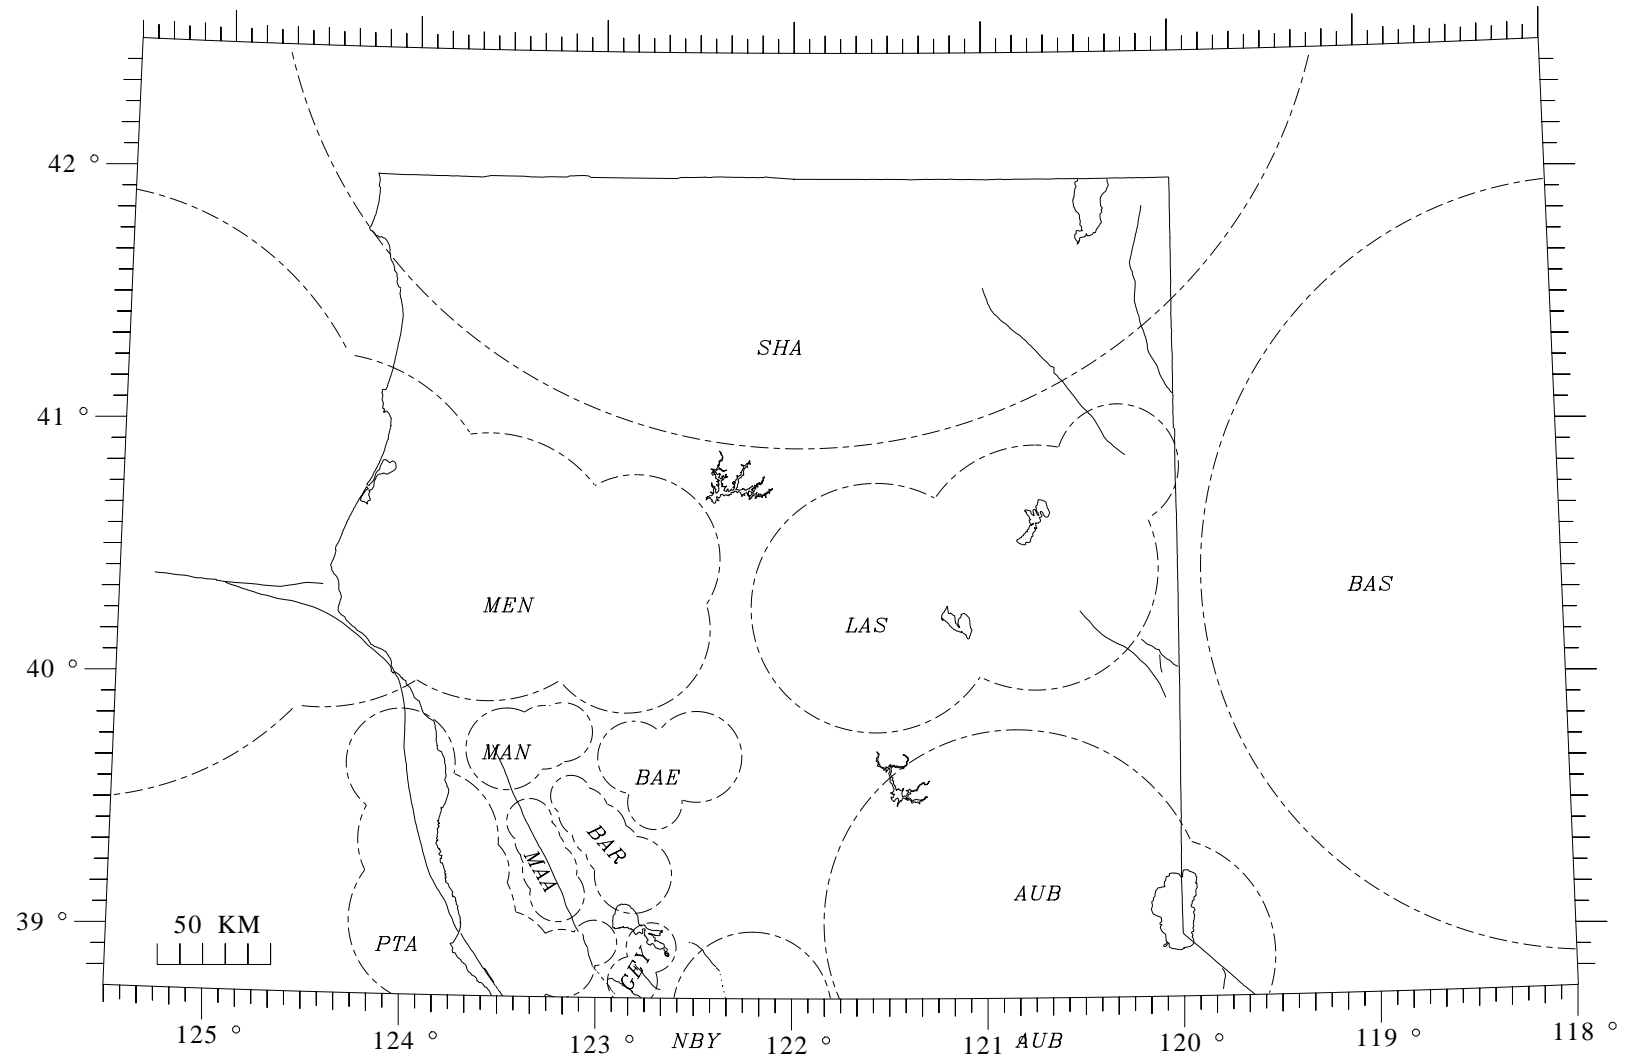 42 °
SHA
41 °
BAS
MEN
LAS
40 °
MAN
BAE
BAR
MAA
AUB
39 °
50 KM
PTA
GEY
125 °
124 °
123 °
NBY
122 °
121
AUB
120 °
119 °
118 °